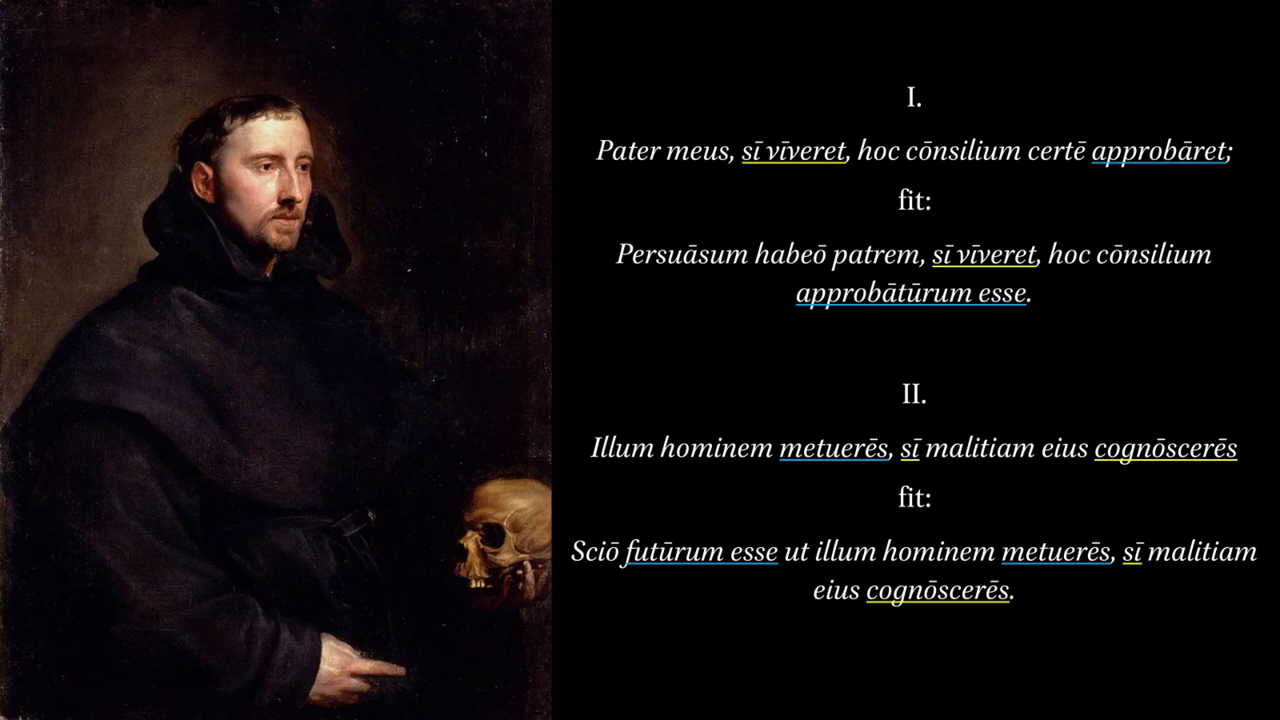 I.
Pater meus, sī vīveret, hoc cōnsilium certē approbāret;
fit:
Persuāsum habeō patrem, sī vīveret, hoc cōnsilium
approbātūrum esse.
II.
Illum hominem metuerēs, sī malitiam eius cognōscerēs
fit:
Sciō futūrum esse ut illum hominem metuerēs, sī malitiam
eius cognōscerēs.